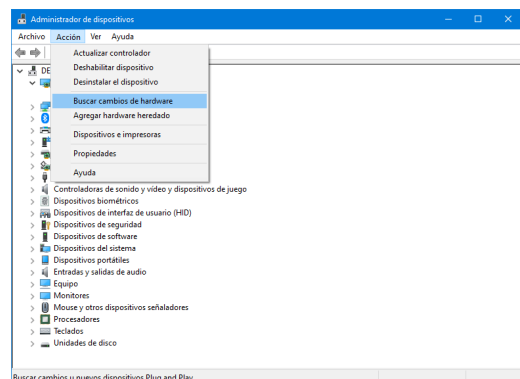 Administrador de dispositivos
Archivo Acción Ver Ayuda
Actualizar controlador
Deshabilitar dispositivo
Desinstalar el dispositivo
Buscar cambios de hardware
Agregar hardware heredado
Dispositivos e impresoras
Propiedades
Ayuda
DE
Controladoras de sonido y vídeo y dispositivos de juego
Dispositivos biométricos
Dispositivos de interfaz de usuario (HID)
Dispositivos de seguridad
Dispositivos de software
Dispositivos del sistema
Dispositivos portátiles
Entradas y salidas de audio
Equipo
Monitores
Mouse y otros dispositivos señaladores
Procesadores
Teclados
Unidades de disco
Buscar cambios u nuevos dispositivos Plug and Play